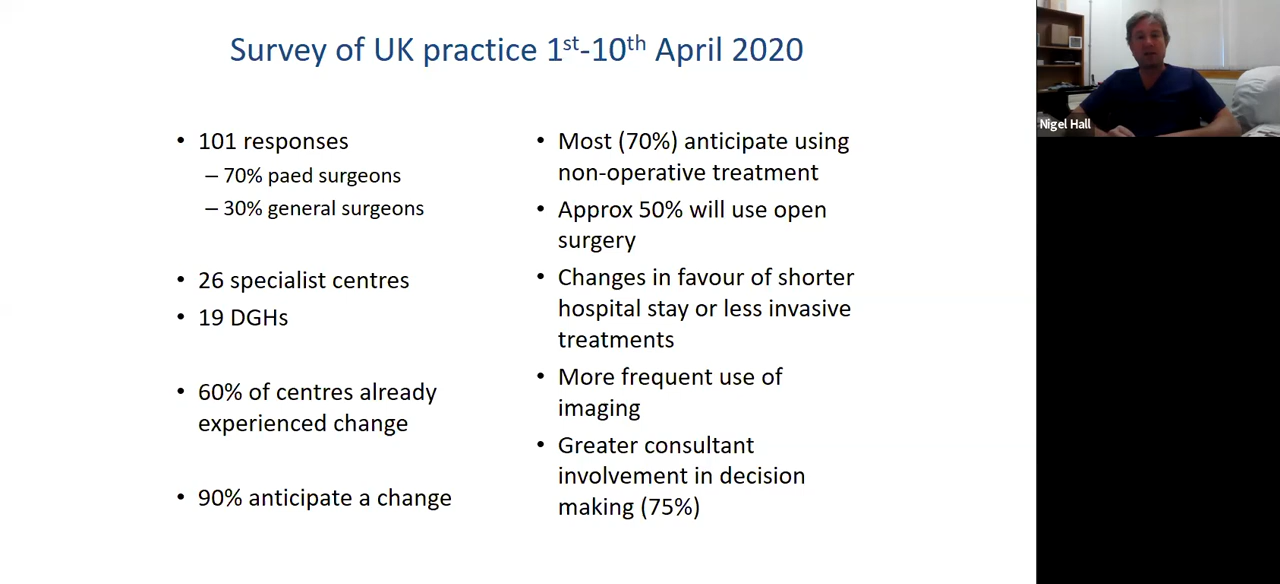 Survey of UK practice 1st-10th April 2020
• 101 responses
– 70% paed surgeons
– 30% general surgeons
• 26 specialist centres
• 19 DGHs
• 60% of centres already
experienced change
• 90% anticipate a change
• Most (70%) anticipate using
non-operative treatment
• Approx 50% will use open
surgery
• Changes in favour of shorter
hospital stay or less invasive
treatments
• More frequent use of
imaging
• Greater consultant
involvement in decision
making (75%)
Nigel Hall